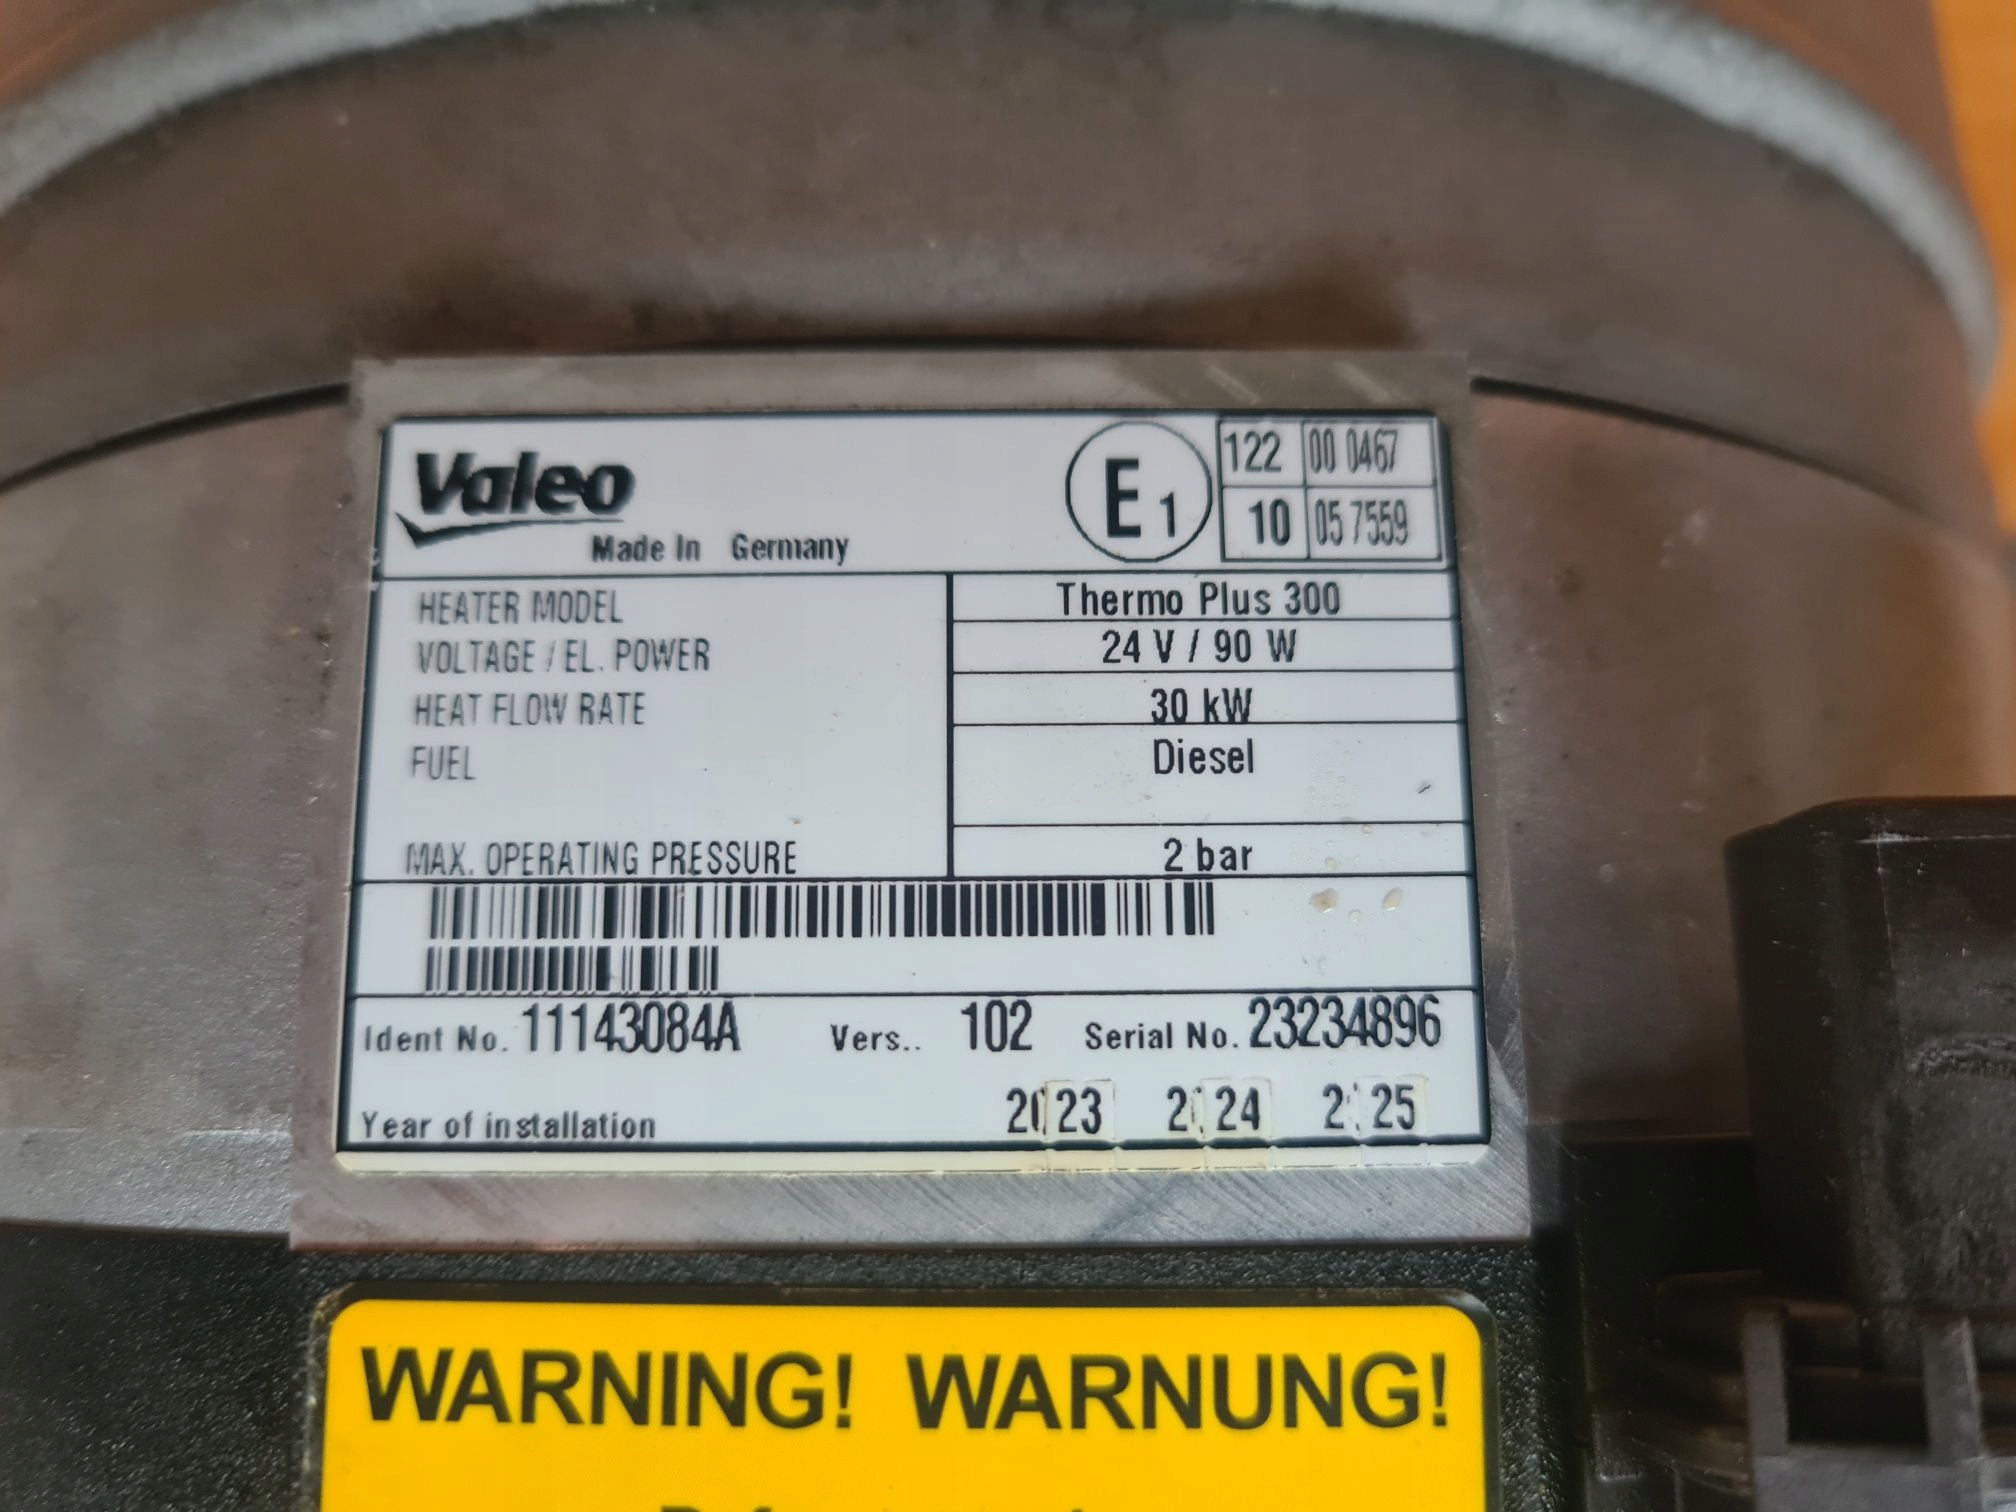 Valeo
Made In Germany
E1
122 00 0467
10 05 7559
HEATER MODEL Thermo Plus 300
VOLTAGE / EL. POWER 24 V / 90 W
HEAT FLOW RATE 30 kW
FUEL Diesel
MAX. OPERATING PRESSURE 2 bar
Ident No. 11143084A Vers.. 102 Serial No. 23234896
Year of installation 2023 2024 2025
WARNING! WARNUNG!